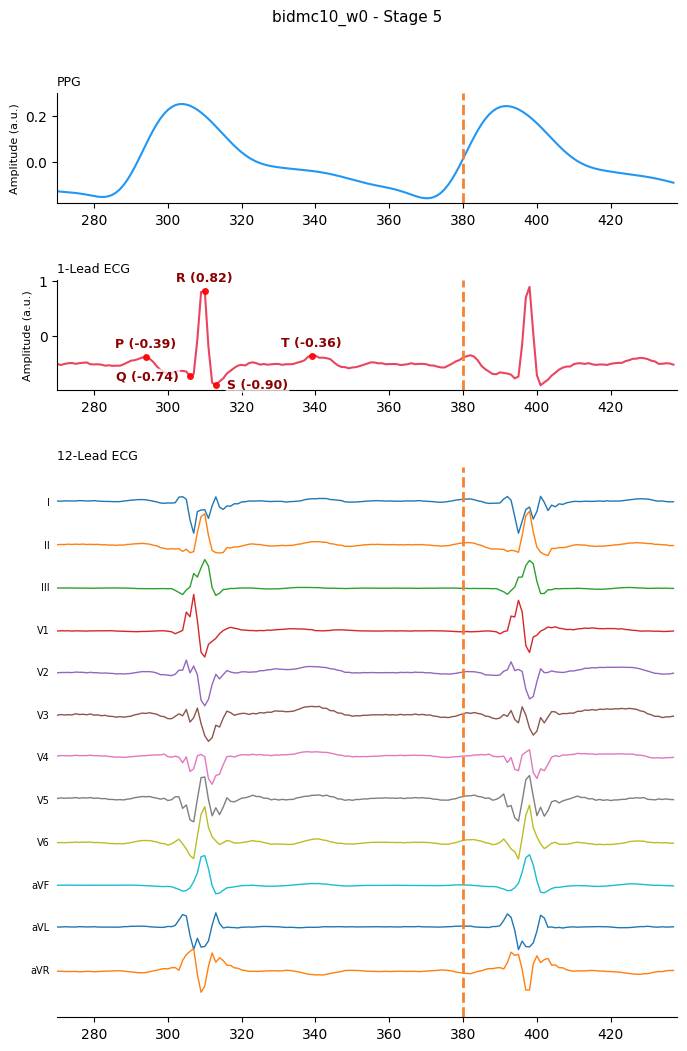 bidmc10_w0 - Stage 5
PPG
Amplitude (a.u.)
0.2
0.0
280 300 320 340 360 380 400 420
1-Lead ECG
Amplitude (a.u.)
1
0
R (0.82)
P (-0.39)
T (-0.36)
Q (-0.74)
S (-0.90)
280 300 320 340 360 380 400 420
12-Lead ECG
I
II
III
V1
V2
V3
V4
V5
V6
aVF
aVL
aVR
280 300 320 340 360 380 400 420